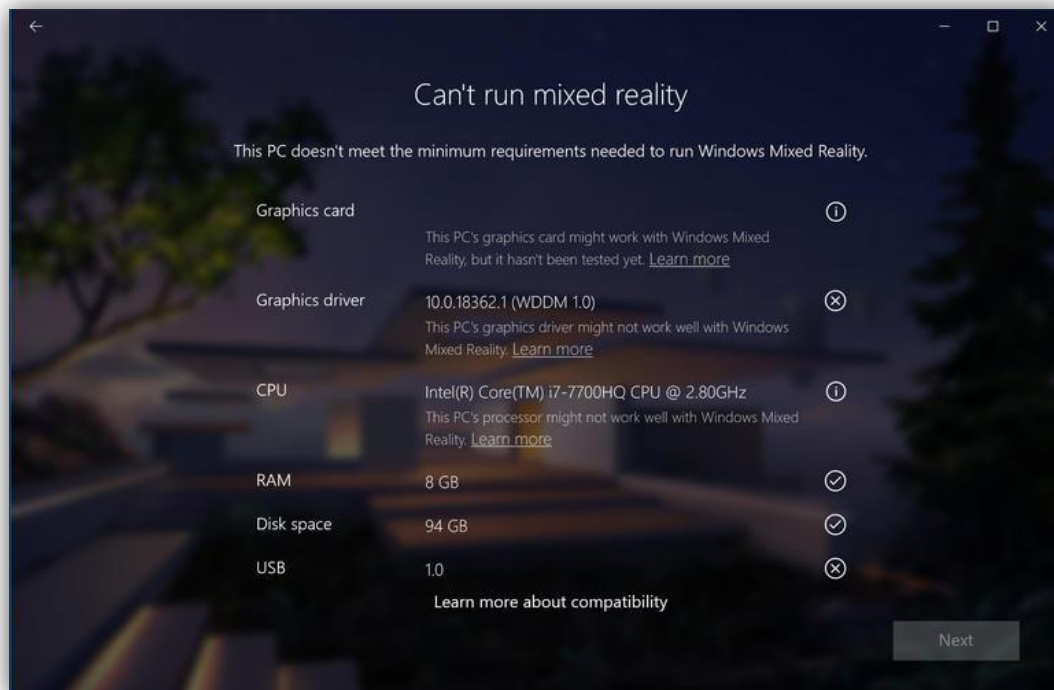 Can't run mixed reality
This PC doesn't meet the minimum requirements needed to run Windows Mixed Reality.
Graphics card
This PC's graphics card might work with Windows Mixed
Reality, but it hasn't been tested yet. Learn more
Graphics driver
10.0.18362.1 (WDDM 1.0)
This PC's graphics driver might not work well with Windows
Mixed Reality. Learn more
CPU
Intel(R) Core(TM) i7-7700HQ CPU @ 2.80GHz
This PC's processor might not work well with Windows Mixed
Reality. Learn more
RAM
8 GB
Disk space
94 GB
USB
1.0
Learn more about compatibility
Next